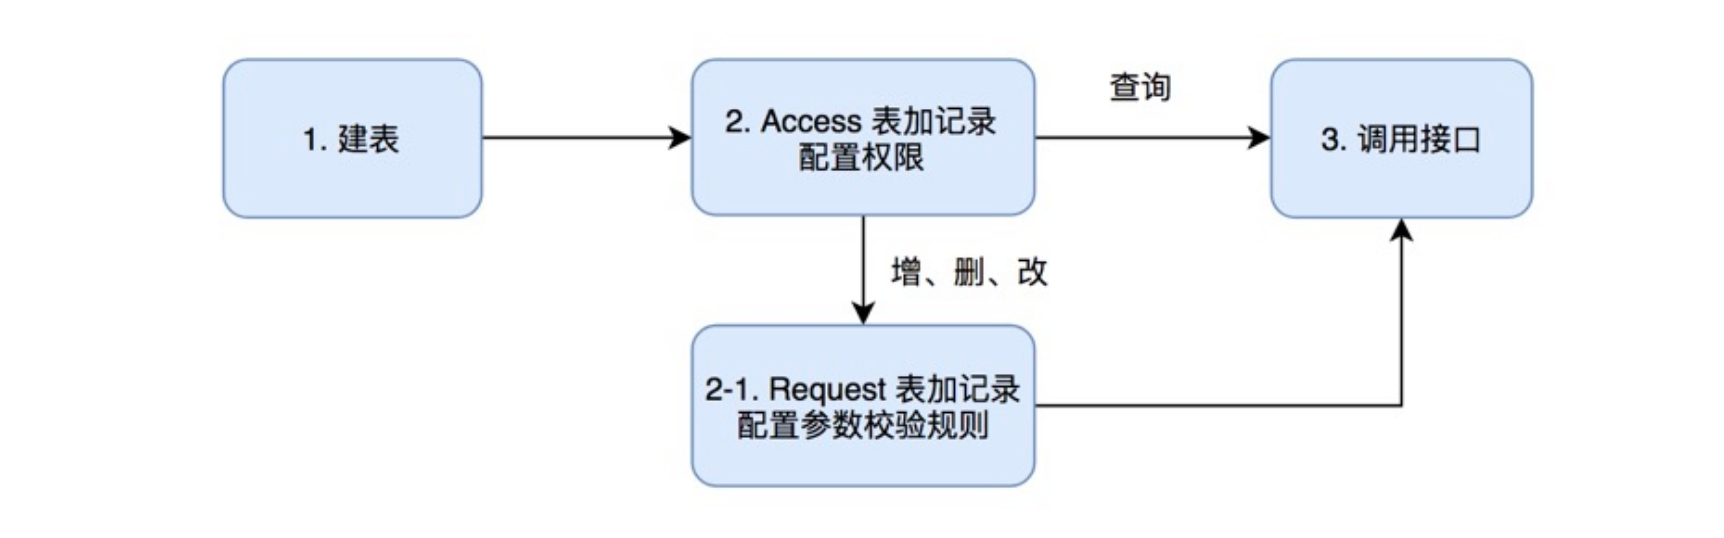 1. 建表
2. Access 表加记录
配置权限
查询
3. 调用接口
增、删、改
2-1. Request 表加记录
配置参数校验规则